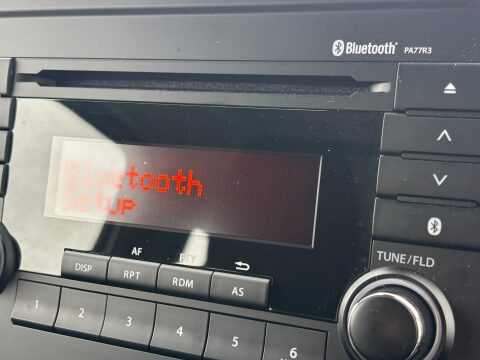 Bluetooth® PA77R3
Bluetooth
Setup
TUNE/FLD
AF PTY
DISP RPT RDM AS
1 2 3 4 5 6